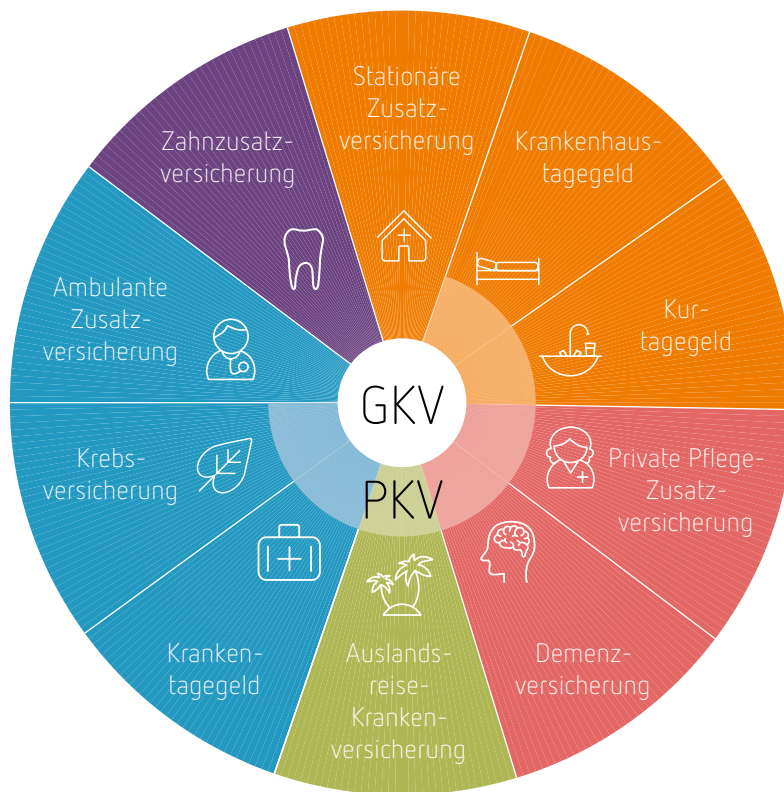 Stationäre
Zusatz-
versicherung
Krankenhaus-
tagegeld
Kur-
tagegeld
Private Pflege-
Zusatz-
versicherung
Demenz-
versicherung
Auslands-
reise-
Kranken-
versicherung
Kranken-
tagegeld
Krebs-
versicherung
Ambulante
Zusatz-
versicherung
Zahnzusatz-
versicherung
GKV
PKV